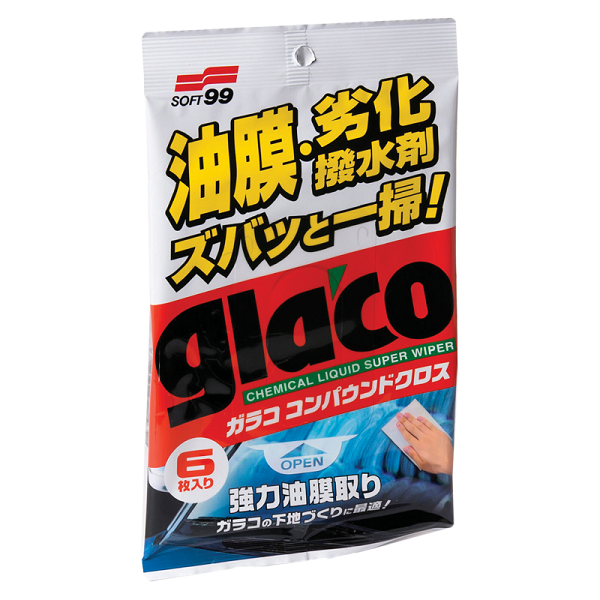 SOFT99
油膜・劣化撥水剤
ズバッと一掃!
glaco
CHEMICAL LIQUID SUPER WIPER
ガラコ コンパウンドクロス
6枚入り
OPEN
強力油膜取り
ガラコの下地づくりに最適!